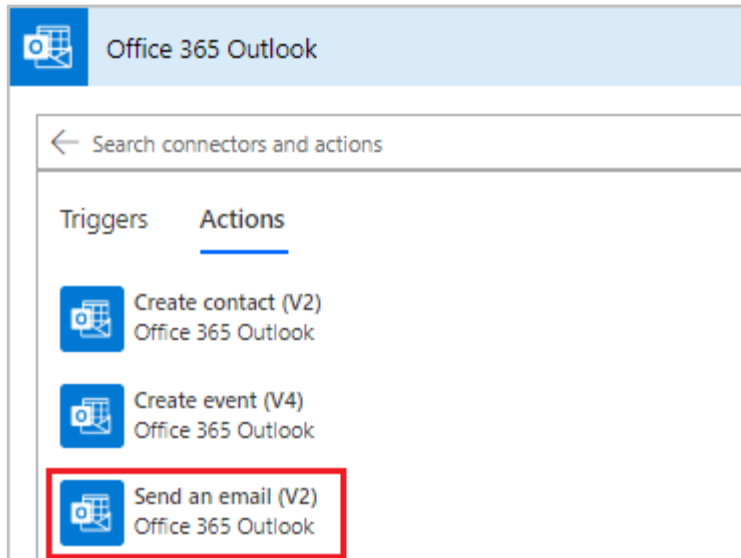 Office 365 Outlook
Search connectors and actions
Triggers Actions
Create contact (V2)
Office 365 Outlook
Create event (V4)
Office 365 Outlook
Send an email (V2)
Office 365 Outlook